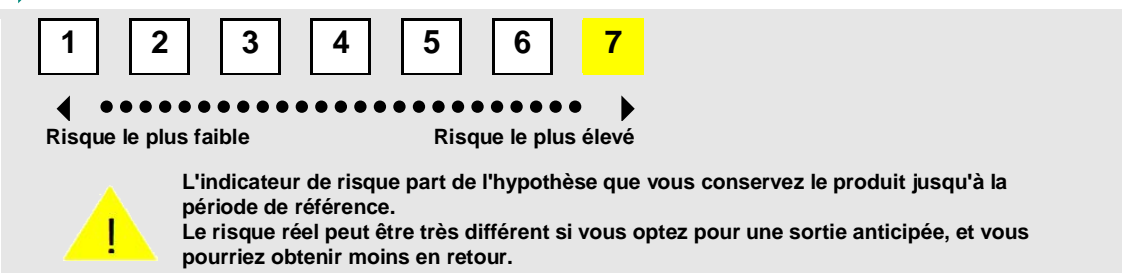 1 2 3 4 5 6 7
Risque le plus faible Risque le plus élevé
L'indicateur de risque part de l'hypothèse que vous conservez le produit jusqu'à la
période de référence.
Le risque réel peut être très différent si vous optez pour une sortie anticipée, et vous
pourriez obtenir moins en retour.
!